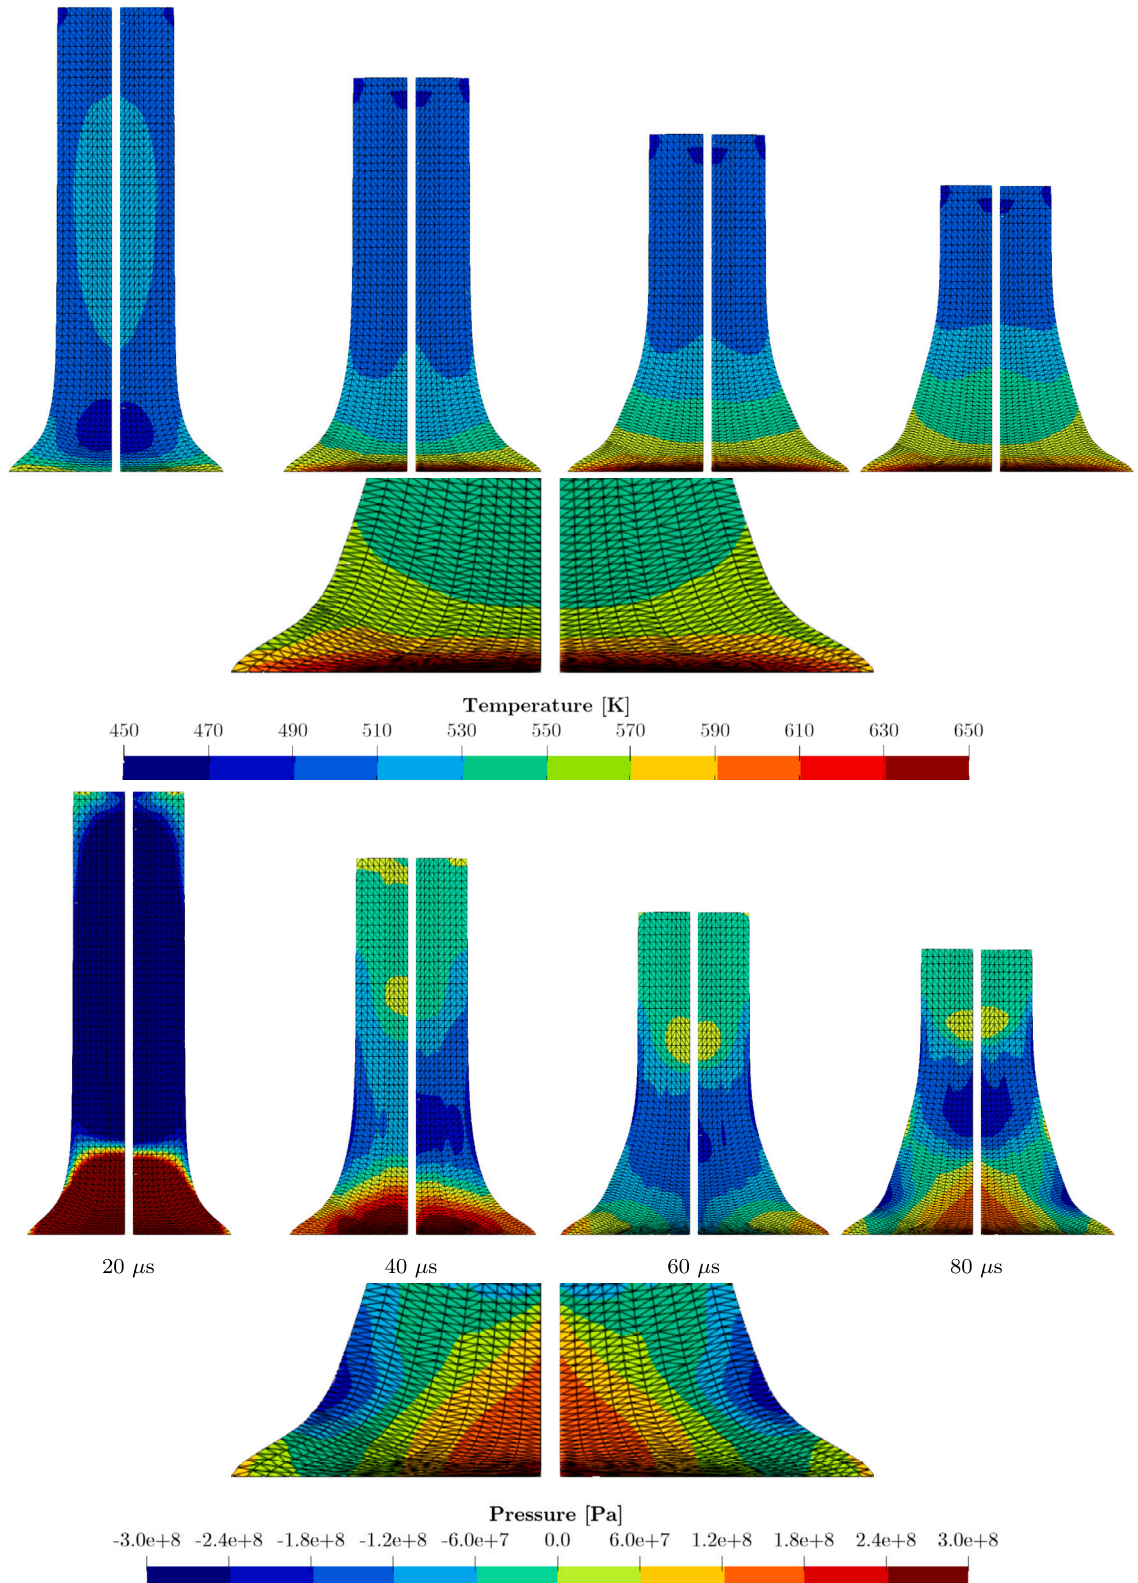 Temperature [K]
450 470 490 510 530 550 570 590 610 630 650
20 μs 40 μs 60 μs 80 μs
Pressure [Pa]
-3.0e+8 -2.4e+8 -1.8e+8 -1.2e+8 -6.0e+7 0.0 6.0e+7 1.2e+8 1.8e+8 2.4e+8 3.0e+8